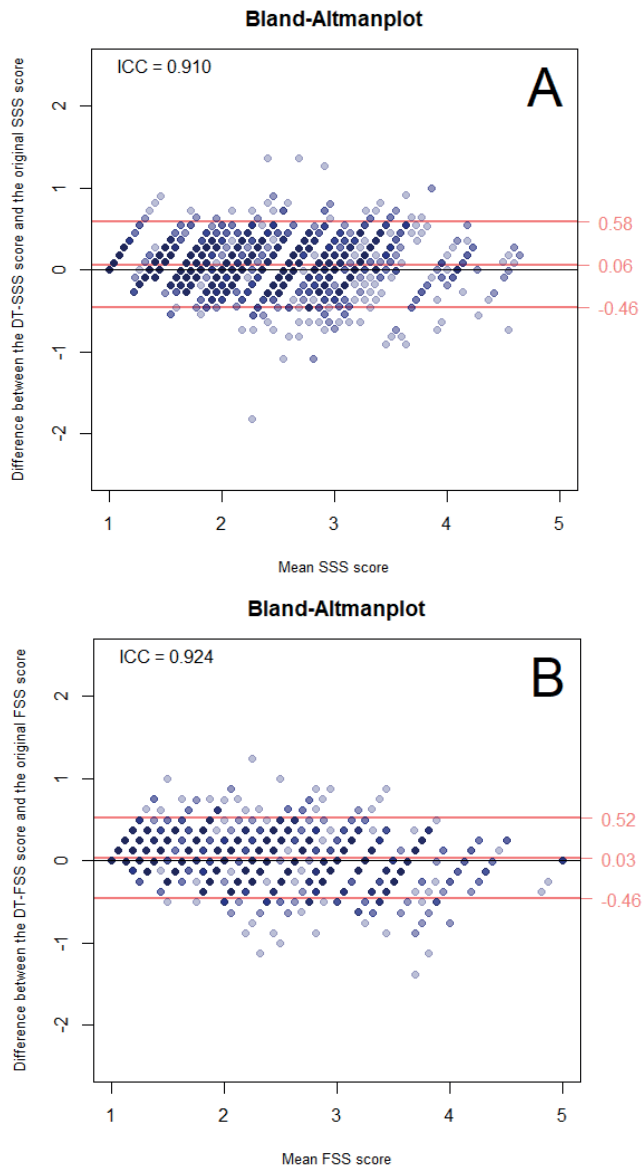 Bland-Altmanplot
ICC = 0.910
A
Difference between the DT-SSS score and the original SSS score
2
1
0
-1
-2
0.58
0.06
-0.46
1 2 3 4 5
Mean SSS score
Bland-Altmanplot
ICC = 0.924
B
Difference between the DT-FSS score and the original FSS score
2
1
0
-1
-2
0.52
0.03
-0.46
1 2 3 4 5
Mean FSS score